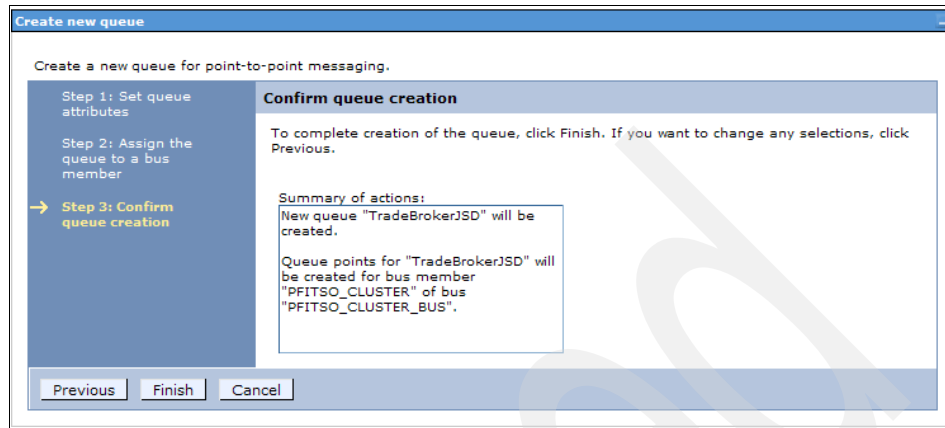 Create new queue
Create a new queue for point-to-point messaging.
Step 1: Set queue
attributes
Step 2: Assign the
queue to a bus
member
Step 3: Confirm
queue creation
Confirm queue creation
To complete creation of the queue, click Finish. If you want to change any selections, click
Previous.
Summary of actions:
New queue "TradeBrokerJSD" will be
created.
Queue points for "TradeBrokerJSD" will
be created for bus member
"PFITSO_CLUSTER" of bus
"PFITSO_CLUSTER_BUS".
Previous Finish Cancel